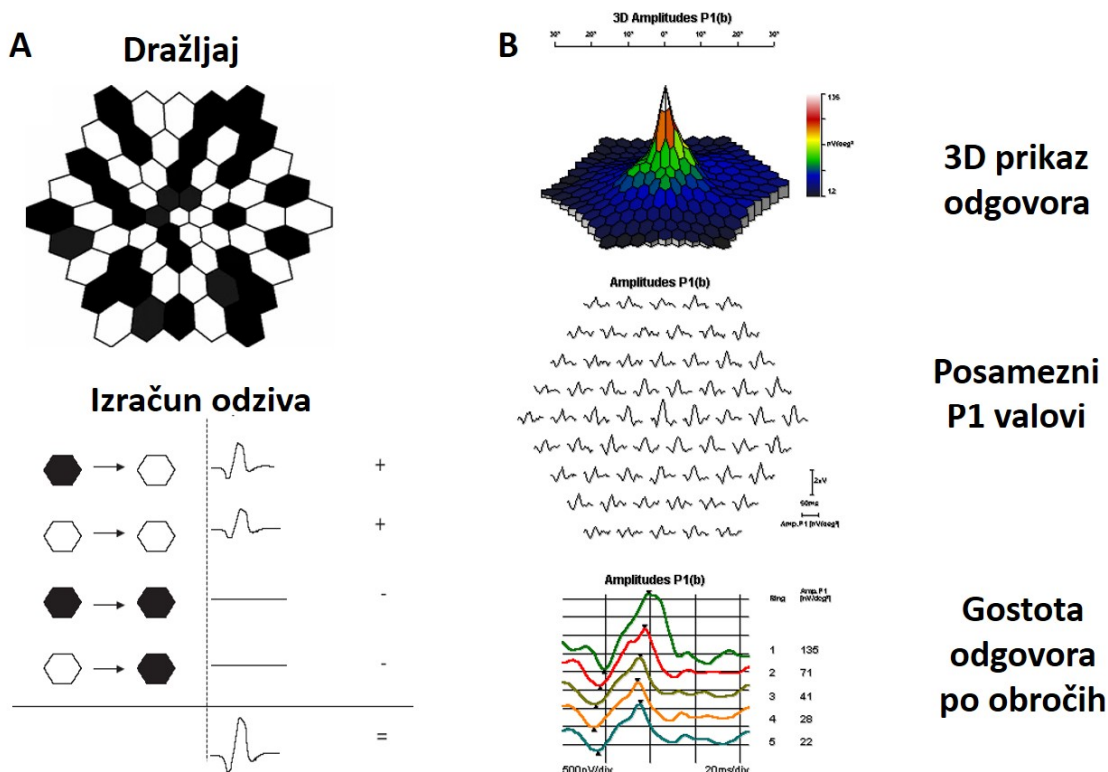 A
Dražljaj
Izračun odziva
+
+
-
-
=
B
3D Amplitudes P1(b)
30° 20° 10° 0° 10° 20° 30°
135
nV/deg²
12
3D prikaz
odgovora
Amplitudes P1(b)
2uV
Amp.P1 [nV/deg²]
Posamezni
P1 valovi
Amplitudes P1(b)
Ring Amp.P1
[nV/deg²]
1 135
2 71
3 41
4 28
5 22
500nV/div 20ms/div
Gostota
odgovora
po obročih